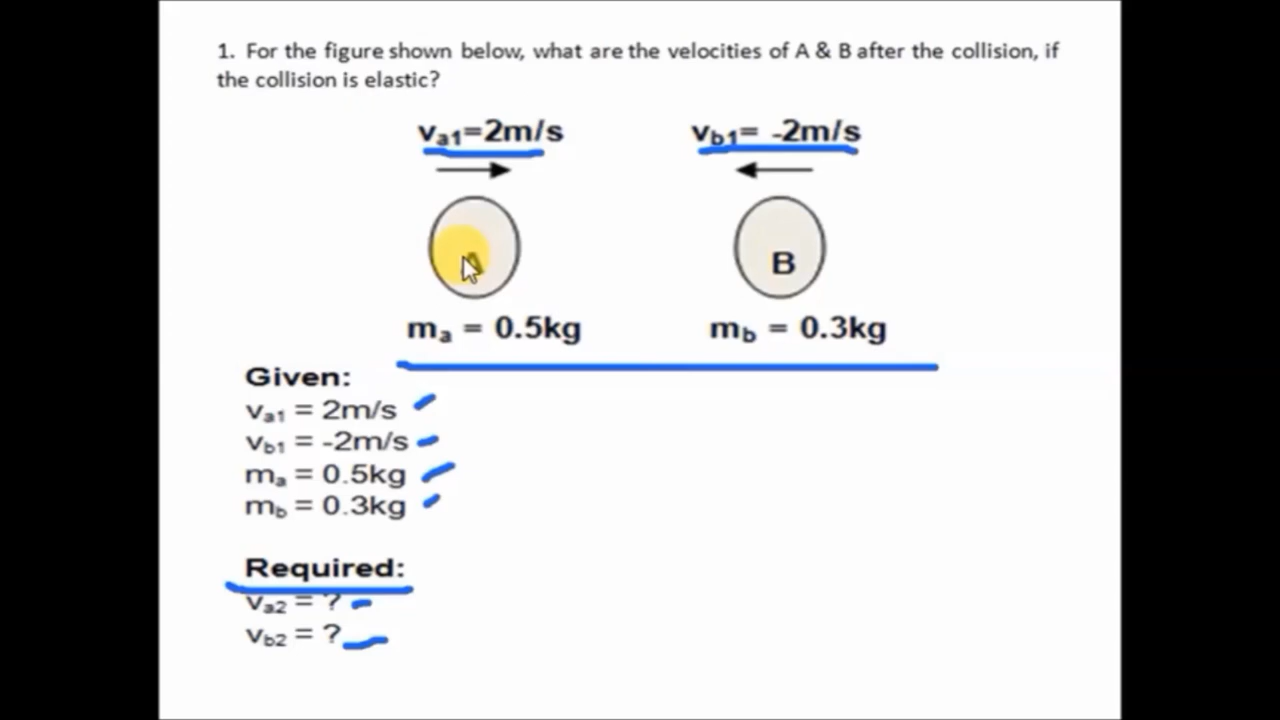 1. For the figure shown below, what are the velocities of A & B after the collision, if
the collision is elastic?
va1=2m/s vb1= -2m/s
A B
ma = 0.5kg mb = 0.3kg
Given:
va1 = 2m/s
vb1 = -2m/s
ma = 0.5kg
mb = 0.3kg
Required:
va2 = ?
vb2 = ?